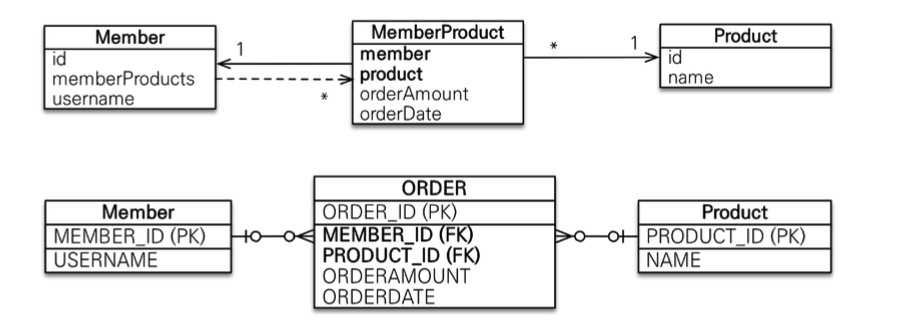 Member
id
memberProducts
username
1
*
MemberProduct
member
product
orderAmount
orderDate
*
1
Product
id
name
Member
MEMBER_ID (PK)
USERNAME
ORDER
ORDER_ID (PK)
MEMBER_ID (FK)
PRODUCT_ID (FK)
ORDERAMOUNT
ORDERDATE
Product
PRODUCT_ID (PK)
NAME